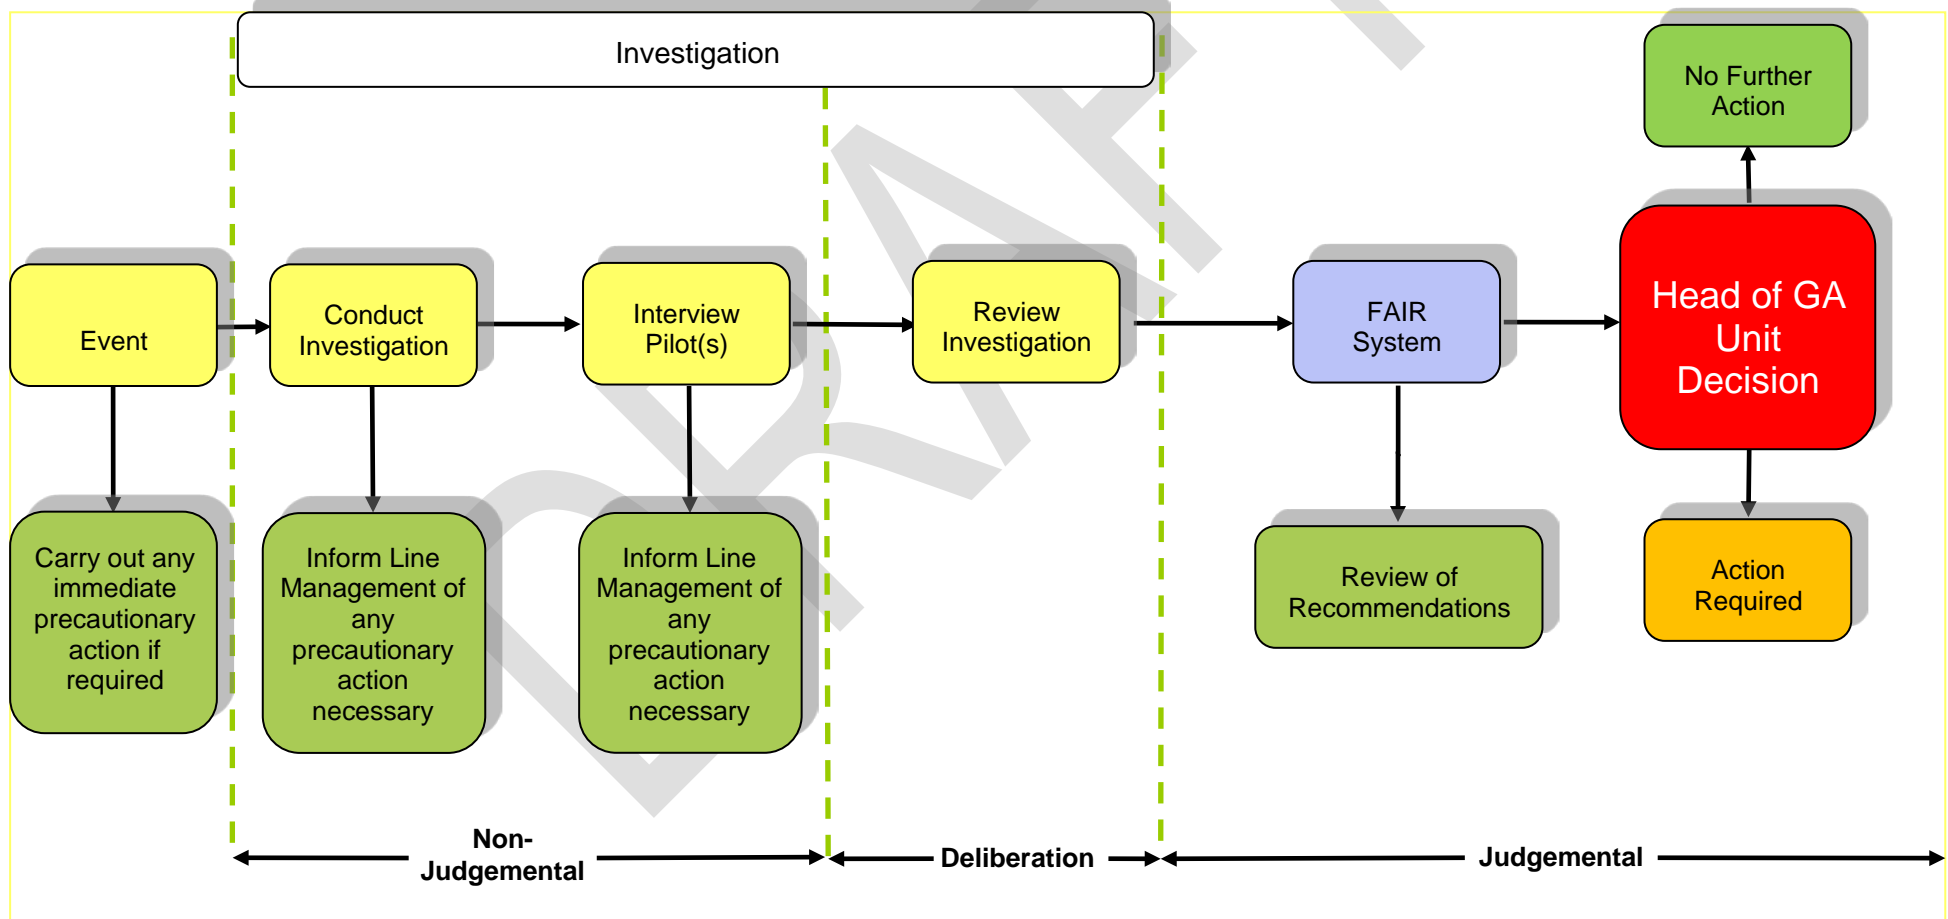 Investigation
No Further
Action
Event
Conduct
Investigation
Interview
Pilot(s)
Review
Investigation
FAIR
System
Head of GA
Unit
Decision
Carry out any
immediate
precautionary
action if
required
Inform Line
Management of
any
precautionary
action
necessary
Inform Line
Management of
any
precautionary
action
necessary
Review of
Recommendations
Action
Required
Non-
Judgemental
Deliberation
Judgemental
DRAFT